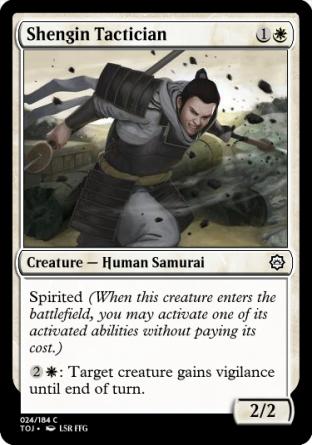 Shengin Tactician 1
Creature — Human Samurai
Spirited (When this creature enters the
battlefield, you may activate one of its
activated abilities without paying its
cost.)
2 : Target creature gains vigilance
until end of turn.
2/2
024/184 C
TOJ • LSR FFG